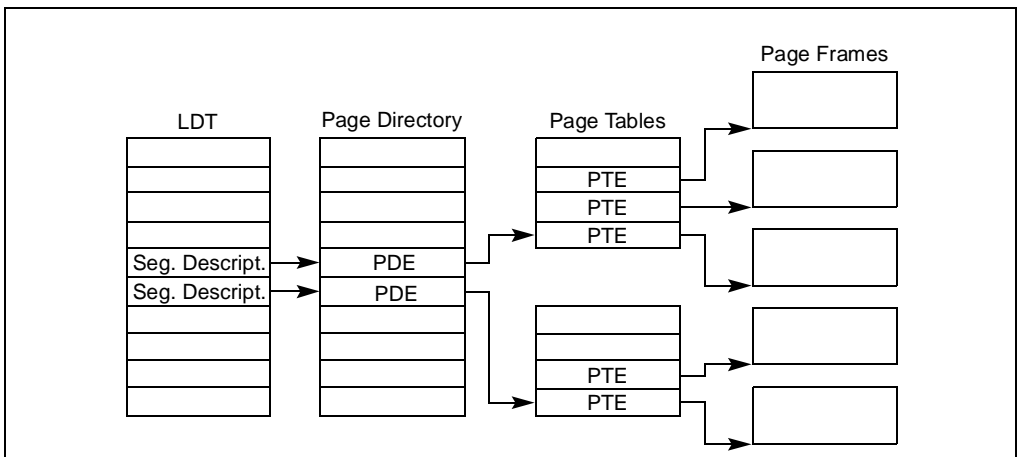 Page Frames
LDT
Page Directory
Page Tables
PTE
PTE
PTE
Seg. Descript.
PDE
Seg. Descript.
PDE
PTE
PTE